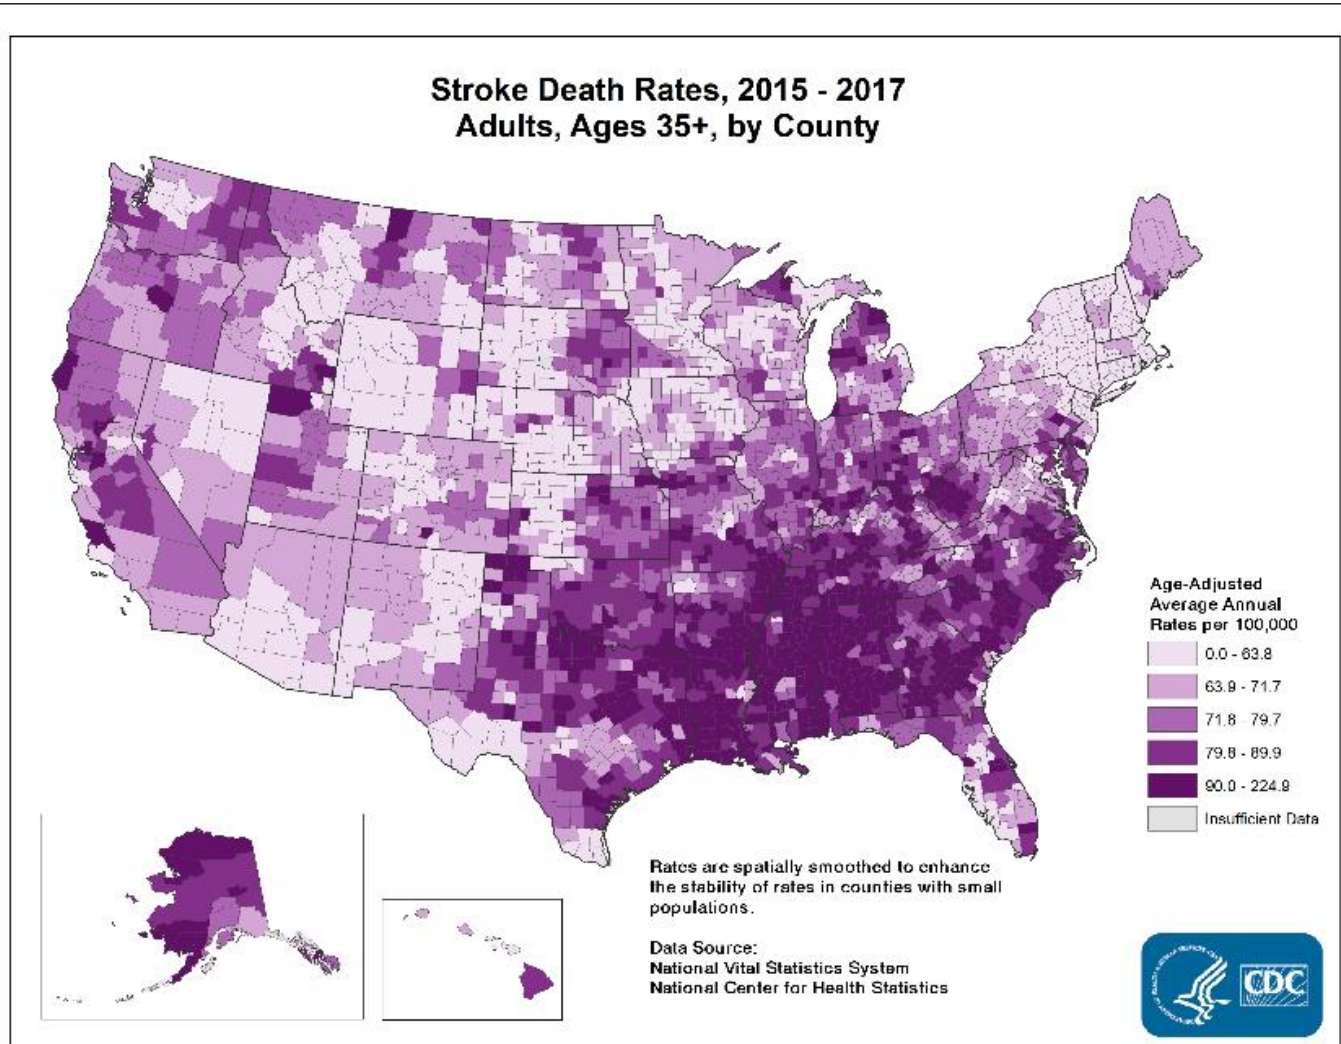 Stroke Death Rates, 2015 - 2017
Adults, Ages 35+, by County
Age-Adjusted
Average Annual
Rates per 100,000
0.0 - 63.8
63.9 - 71.7
71.8 - 79.7
79.8 - 89.9
90.0 - 224.9
Insufficient Data
Rates are spatially smoothed to enhance
the stability of rates in counties with small
populations.
Data Source:
National Vital Statistics System
National Center for Health Statistics
CDC